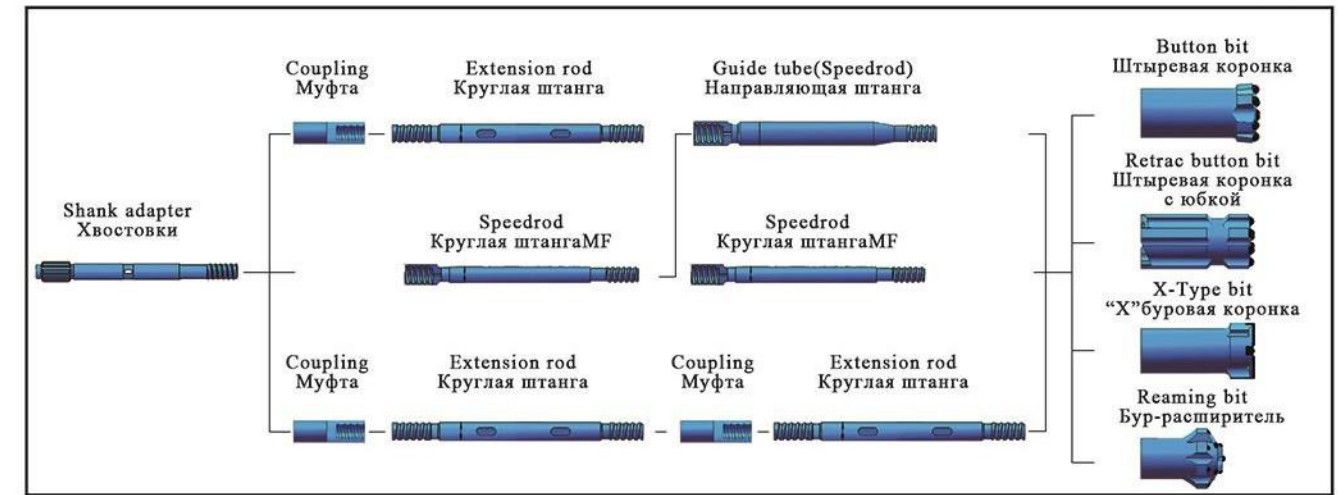 Shank adapter
Хвостовки
Coupling
Муфта
Extension rod
Круглая штанга
Guide tube(Speedrod)
Направляющая штанга
Speedrod
Круглая штангаMF
Speedrod
Круглая штангаMF
Coupling
Муфта
Extension rod
Круглая штанга
Coupling
Муфта
Extension rod
Круглая штанга
Button bit
Штыревая коронка
Retrac button bit
Штыревая коронка
с юбкой
X-Type bit
“X”буровая коронка
Reaming bit
Бур-расширитель